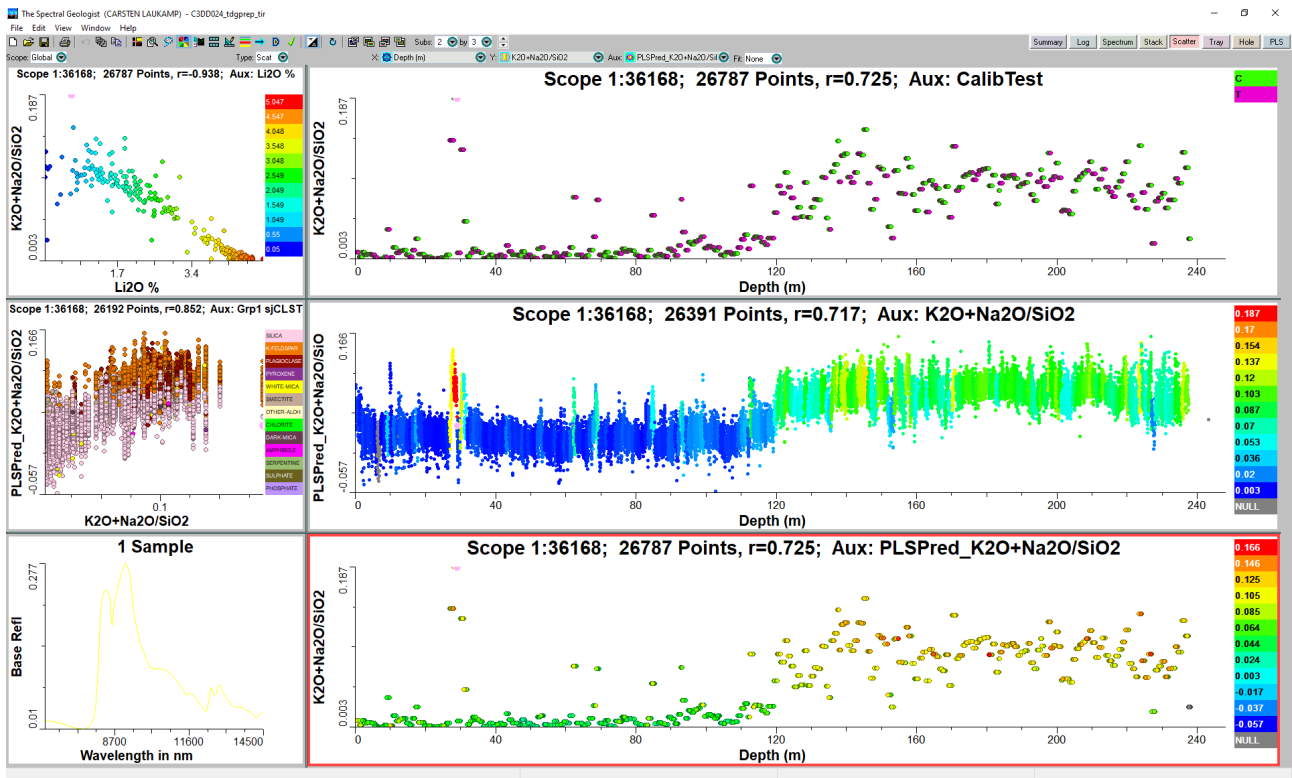 The Spectral Geologist (CARSTEN LAUKAMP) - C3DD024_tdgprep_tir
File Edit View Window Help
Subs: 2 by 3
Summary Log Spectrum Stack Scatter Tray Hole PLS
Scope: Global Type: Scat X: Depth (m) Y: K2O+Na2O/SiO2 Aux: PLSPred_K2O+Na2O/Si Fit: None
Scope 1:36168; 26787 Points, r=-0.938; Aux: Li2O %
0.187
K2O+Na2O/SiO2
0.003
1.7 3.4
Li2O %
5.047
4.547
4.048
3.548
3.048
2.549
2.049
1.549
1.049
0.55
0.05
Scope 1:36168; 26787 Points, r=0.725; Aux: CalibTest
0.187
K2O+Na2O/SiO2
0.003
0 40 80 120 160 200 240
Depth (m)
C
T
Scope 1:36168; 26192 Points, r=0.852; Aux: Grp1 sjCLST
0.166
PLSPred_K2O+Na2O/SiO2
-0.057
0.1
K2O+Na2O/SiO2
SILICA
K-FELDSPAR
PLAGIOCLASE
PYROXENE
WHITE-MICA
SMECTITE
OTHER-ALOH
CHLORITE
DARK-MICA
AMPHIBOLE
SERPENTINE
SULPHATE
PHOSPHATE
Scope 1:36168; 26391 Points, r=0.717; Aux: K2O+Na2O/SiO2
0.166
PLSPred_K2O+Na2O/SiO
-0.057
0 40 80 120 160 200 240
Depth (m)
0.187
0.17
0.154
0.137
0.12
0.103
0.087
0.07
0.053
0.036
0.02
0.003
NULL
1 Sample
0.277
Base Refl
0.01
8700 11600 14500
Wavelength in nm
Scope 1:36168; 26787 Points, r=0.725; Aux: PLSPred_K2O+Na2O/SiO2
0.187
K2O+Na2O/SiO2
0.003
0 40 80 120 160 200 240
Depth (m)
0.166
0.146
0.125
0.105
0.085
0.064
0.044
0.024
0.003
-0.017
-0.037
-0.057
NULL